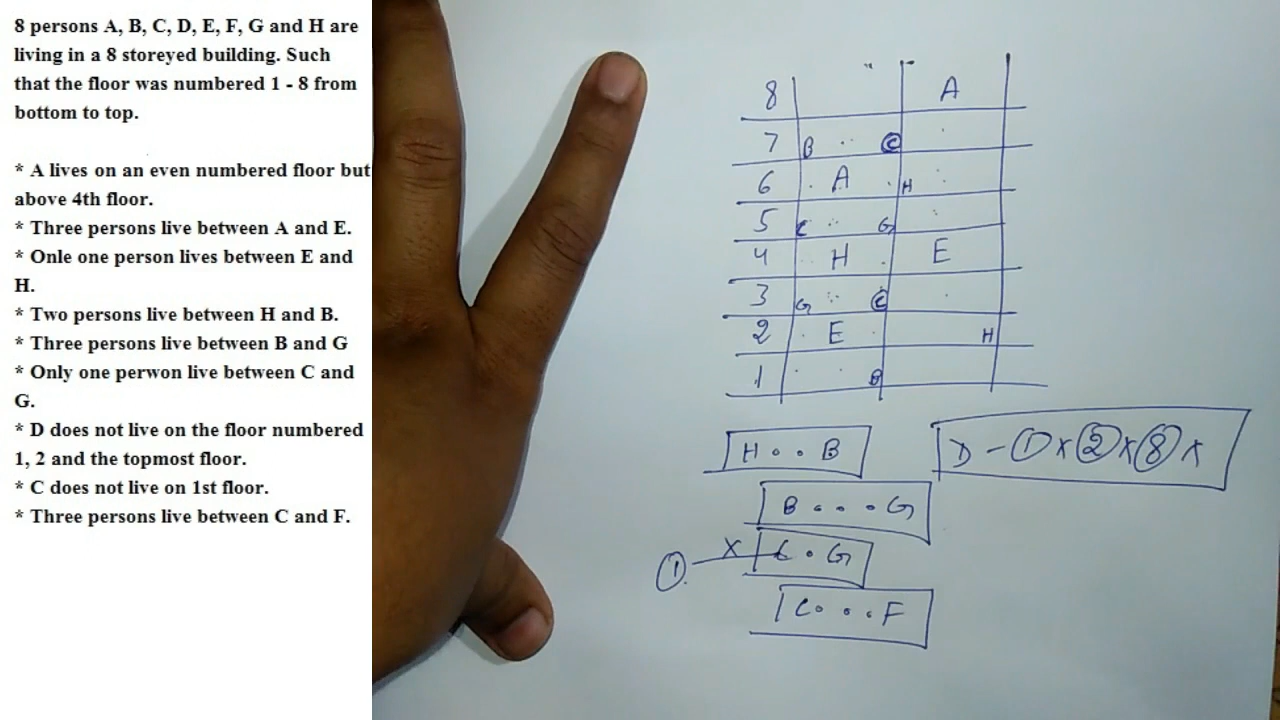 8 persons A, B, C, D, E, F, G and H are
living in a 8 storeyed building. Such
that the floor was numbered 1 - 8 from
bottom to top.
* A lives on an even numbered floor but
above 4th floor.
* Three persons live between A and E.
* Onle one person lives between E and
H.
* Two persons live between H and B.
* Three persons live between B and G
* Only one perwon live between C and
G.
* D does not live on the floor numbered
1, 2 and the topmost floor.
* C does not live on 1st floor.
* Three persons live between C and F.
8 A
7 B C
6 A H
5 C G
4 H E
3 G C
2 E H
1 B
H . . B
D - 1 x 2 x 8 x
B . . . G
1 x C . G
C . . . F